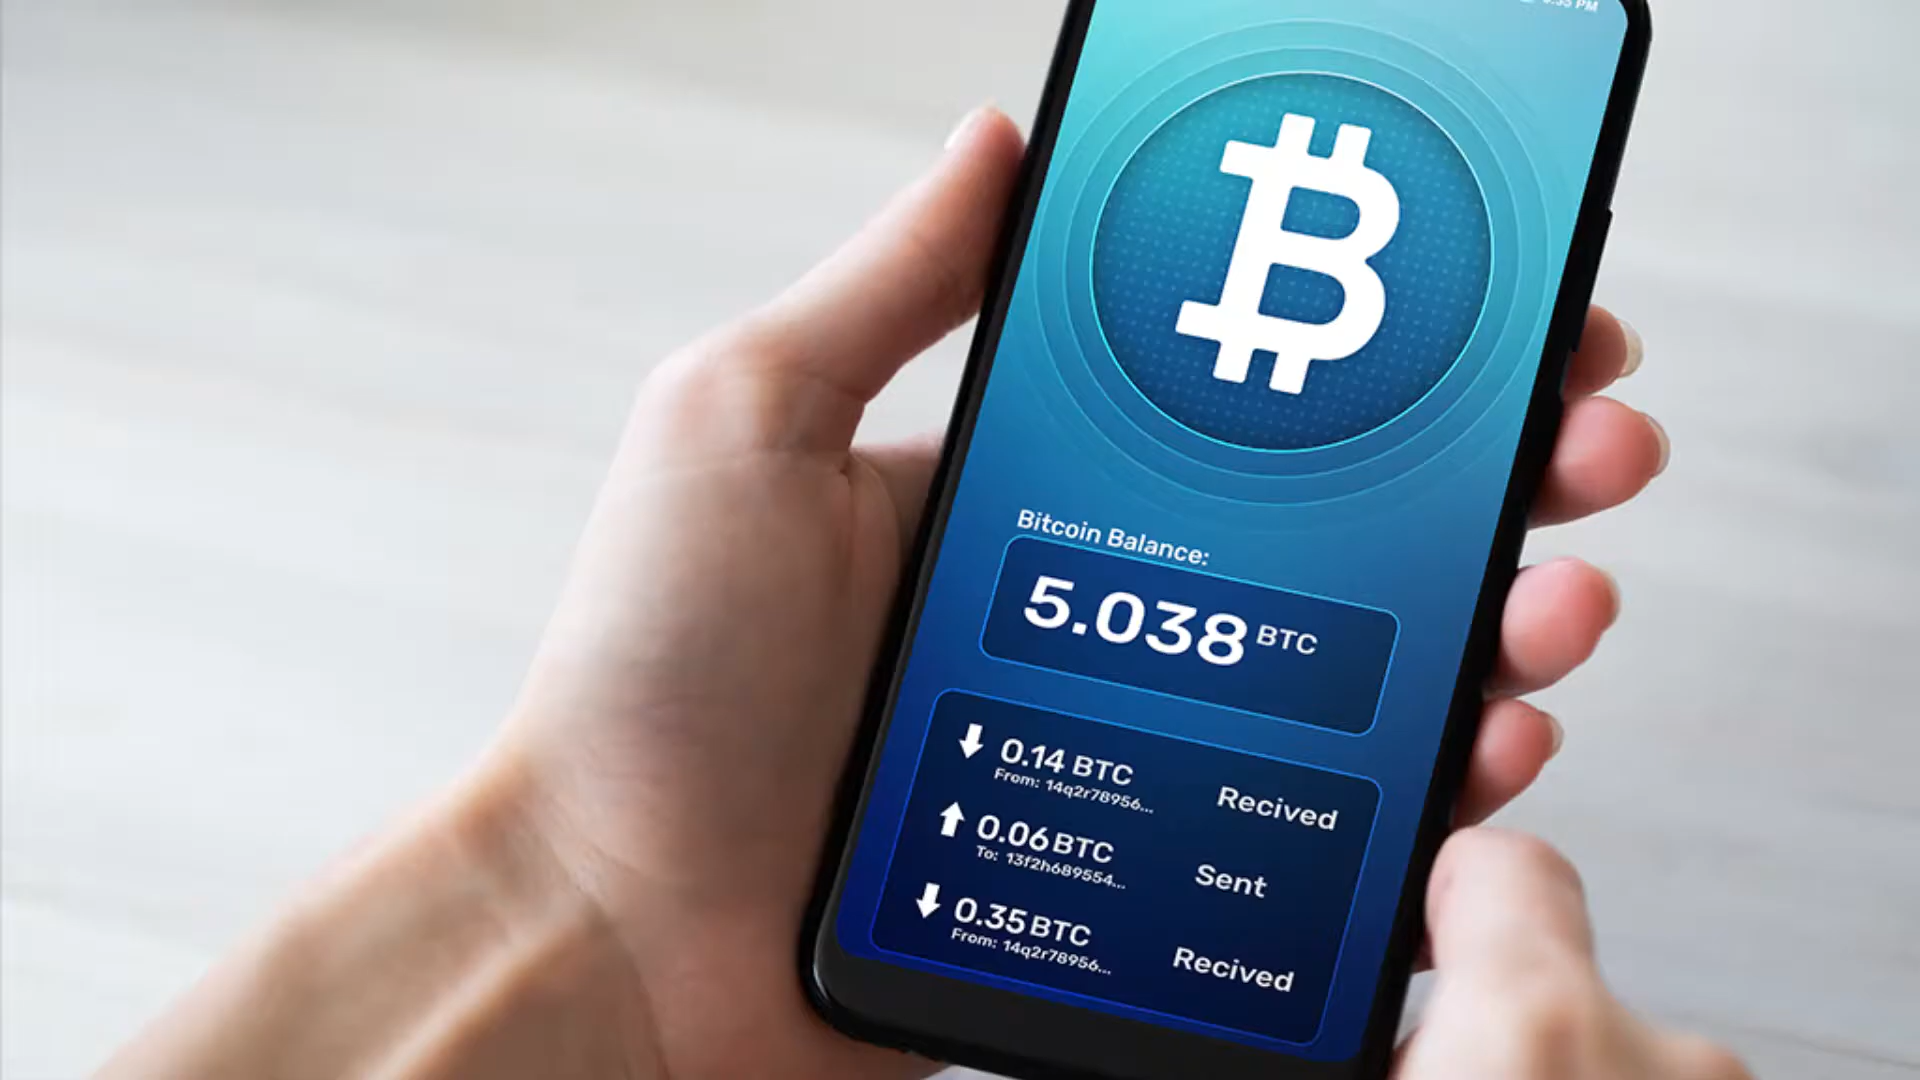 PM
Bitcoin Balance:
5.038 BTC
0.14 BTC
From: 14q2r78956...
Recived
0.06 BTC
To: 13f2h689554...
Sent
0.35 BTC
From: 14q2r78956...
Recived